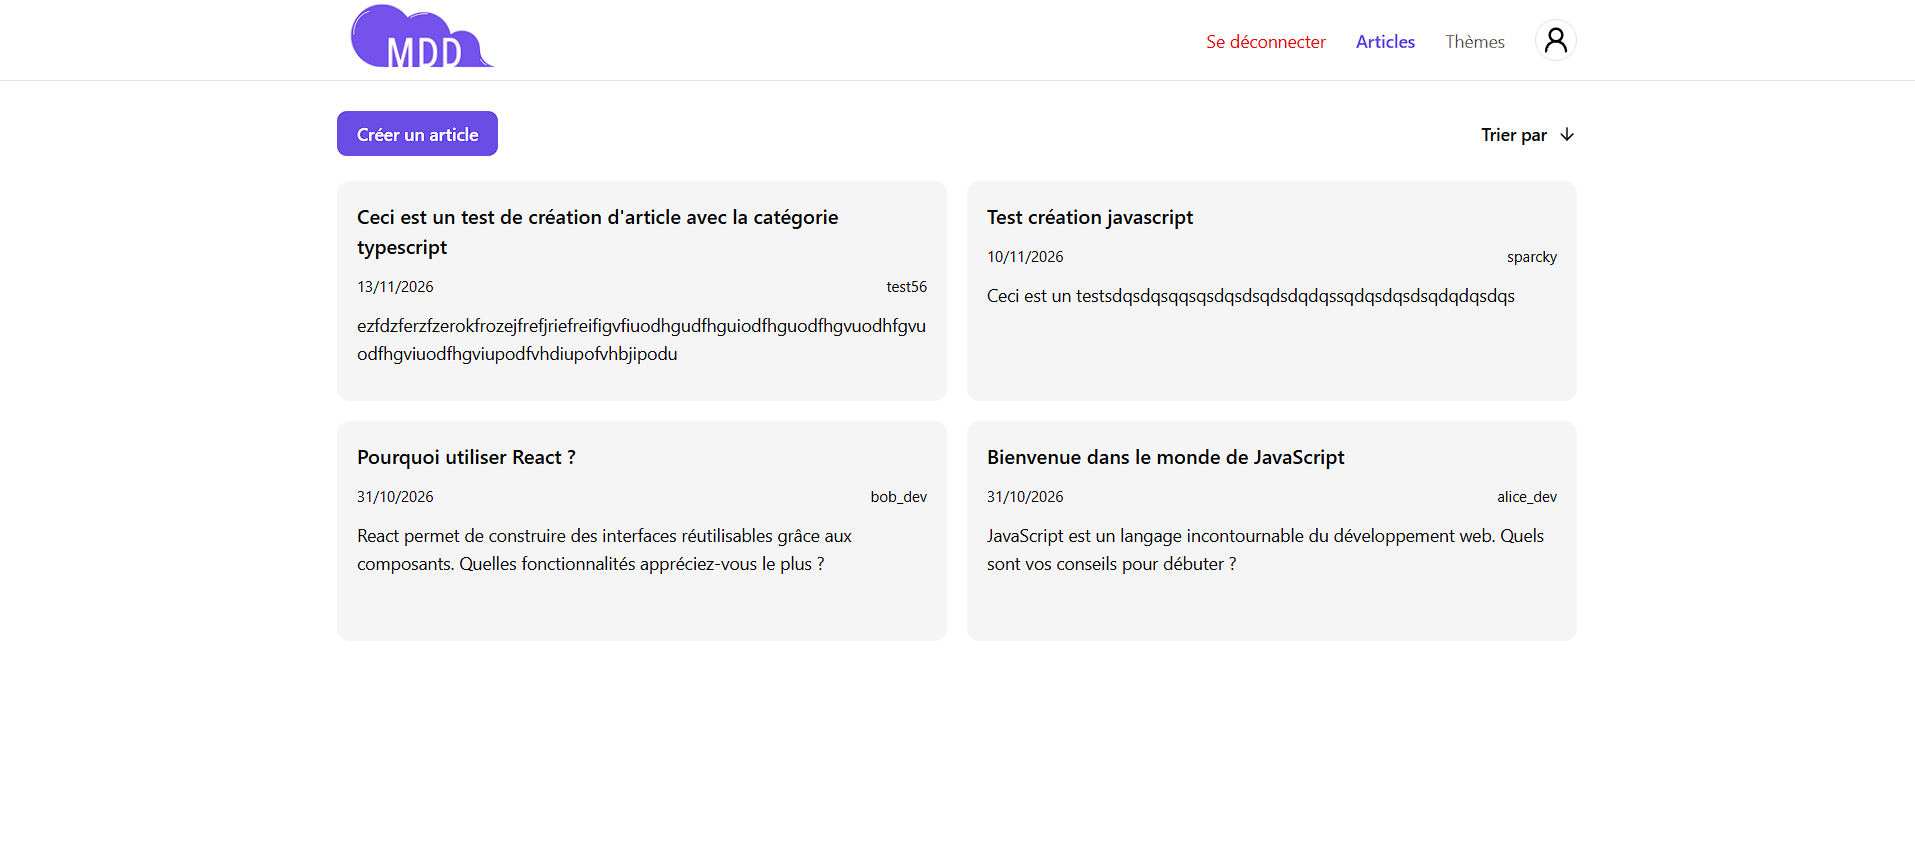 MDD
Se déconnecter
Articles
Thèmes
Créer un article
Trier par
Ceci est un test de création d'article avec la catégorie
typescript
13/11/2026
test56
ezfdzferzfzerokfrozejfrefjriefreifigvfiuodhgudfhguiodfhguodfhgvuodhfgvu
odfhgviuodfhgviupodfvhdiupofvhbjipodu
Test création javascript
10/11/2026
sparcky
Ceci est un testsdqsdqsqqsqsdqsdsqdsdqdqssqdqsdqsdsqdqdqsdqs
Pourquoi utiliser React ?
31/10/2026
bob_dev
React permet de construire des interfaces réutilisables grâce aux
composants. Quelles fonctionnalités appréciez-vous le plus ?
Bienvenue dans le monde de JavaScript
31/10/2026
alice_dev
JavaScript est un langage incontournable du développement web. Quels
sont vos conseils pour débuter ?